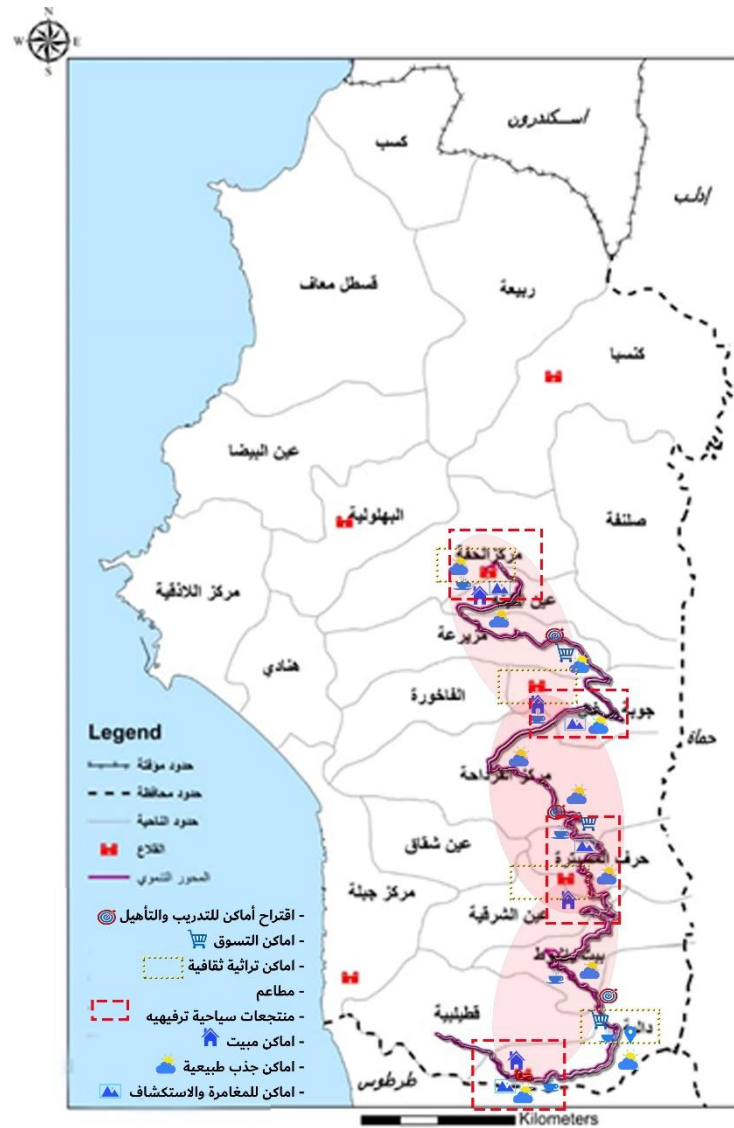 N
W E
S
اسكندرون
كسب
إدلب
قسطل معاف
ربيعة
كنسبا
عين البيضا
صلنفة
البهلولية
مركز الحفة
مركز اللاذقية
عين
مزيرعة
هنادي
الفاخورة
جوبة
حماة
Legend
حدود موقتة
حدود محافظة
حدود الناحية
القلاع
المحور التنموي
مركز القرداحة
عين شقاق
حرف المسيترة
مركز جبلة
عين الشرقية
بيت
قطيلبية
دالية
طرطوس
- اقتراح أماكن للتدريب والتأهيل
- اماكن التسوق
- اماكن تراثية ثقافية
- مطاعم
- منتجعات سياحية ترفيهيه
- اماكن مبيت
- اماكن جذب طبيعية
- اماكن للمغامرة والاستكشاف
Kilometers